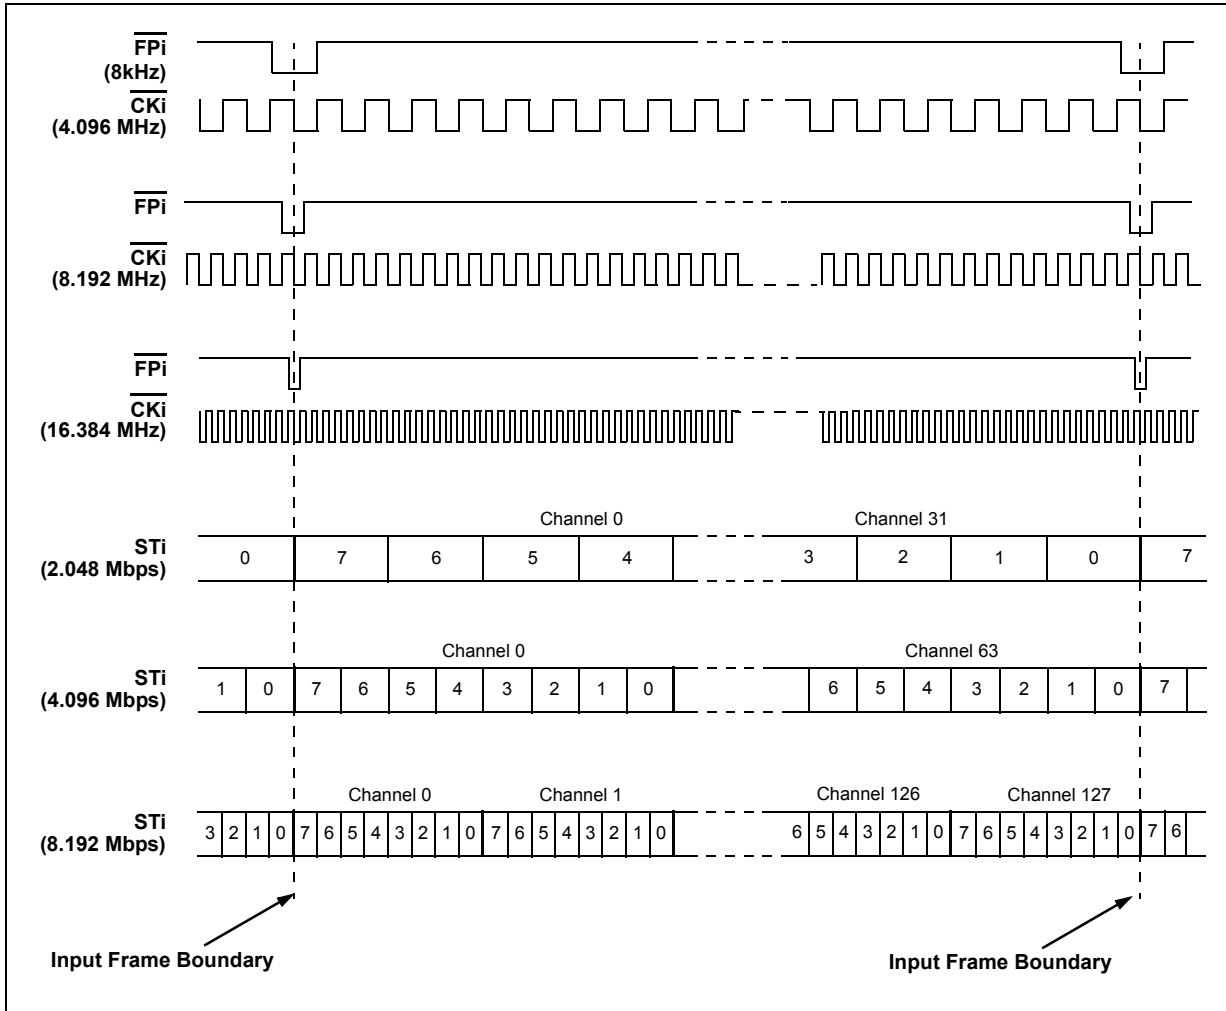 FPi
(8kHz)
CKi
(4.096 MHz)
FPi
CKi
(8.192 MHz)
FPi
CKi
(16.384 MHz)
Channel 0 Channel 31
STi
(2.048 Mbps)
0 7 6 5 4 3 2 1 0 7
Channel 0 Channel 63
STi
(4.096 Mbps)
1 0 7 6 5 4 3 2 1 0 6 5 4 3 2 1 0 7
Channel 0 Channel 1 Channel 126 Channel 127
STi
(8.192 Mbps)
3 2 1 0 7 6 5 4 3 2 1 0 7 6 5 4 3 2 1 0 6 5 4 3 2 1 0 7 6 5 4 3 2 1 0 7 6
Input Frame Boundary Input Frame Boundary